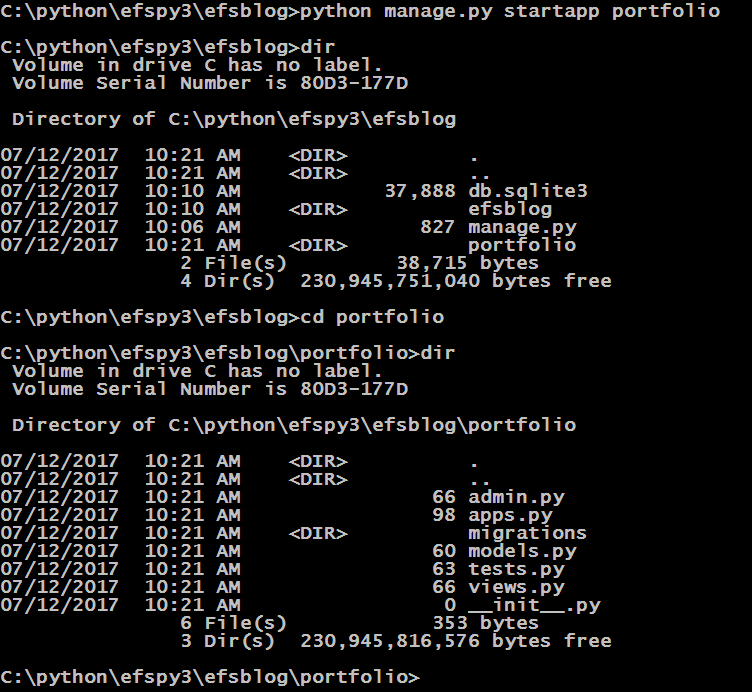 C:\python\efspy3\efsblog>python manage.py startapp portfolio
C:\python\efspy3\efsblog>dir
 Volume in drive C has no label.
 Volume Serial Number is 80D3-177D
 Directory of C:\python\efspy3\efsblog
07/12/2017  10:21 AM    <DIR>          .
07/12/2017  10:21 AM    <DIR>          ..
07/12/2017  10:10 AM            37,888 db.sqlite3
07/12/2017  10:10 AM    <DIR>          efsblog
07/12/2017  10:06 AM               827 manage.py
07/12/2017  10:21 AM    <DIR>          portfolio
               2 File(s)         38,715 bytes
               4 Dir(s)  230,945,751,040 bytes free
C:\python\efspy3\efsblog>cd portfolio
C:\python\efspy3\efsblog\portfolio>dir
 Volume in drive C has no label.
 Volume Serial Number is 80D3-177D
 Directory of C:\python\efspy3\efsblog\portfolio
07/12/2017  10:21 AM    <DIR>          .
07/12/2017  10:21 AM    <DIR>          ..
07/12/2017  10:21 AM                66 admin.py
07/12/2017  10:21 AM                98 apps.py
07/12/2017  10:21 AM    <DIR>          migrations
07/12/2017  10:21 AM                60 models.py
07/12/2017  10:21 AM                63 tests.py
07/12/2017  10:21 AM                66 views.py
07/12/2017  10:21 AM                 0 __init__.py
               6 File(s)            353 bytes
               3 Dir(s)  230,945,816,576 bytes free
C:\python\efspy3\efsblog\portfolio>